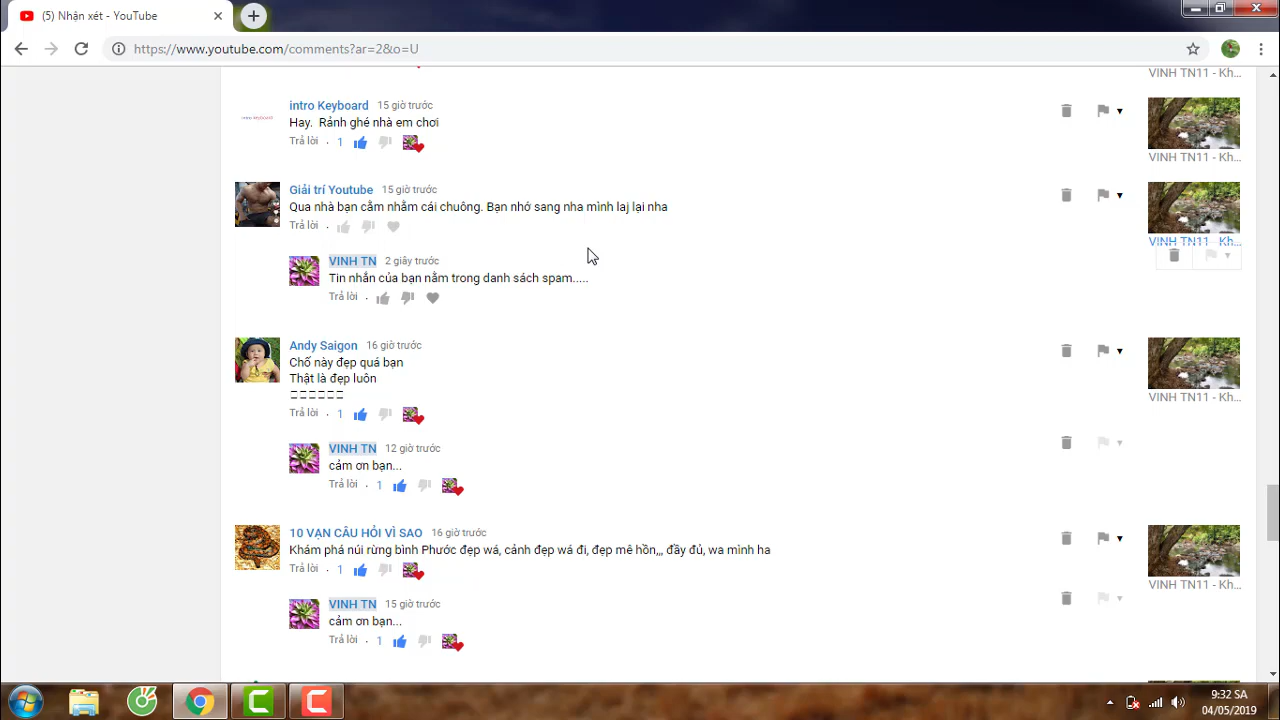 (5) Nhận xét - YouTube
https://www.youtube.com/comments?ar=2&o=U
VINH TN11 - Kh...
intro Keyboard 15 giờ trước
Hay. Rảnh ghé nhà em chơi
Trả lời · 1
VINH TN11 - Kh...
Giải trí Youtube 15 giờ trước
Qua nhà bạn cằm nhằm cái chuông. Bạn nhớ sang nha mình laj lại nha
Trả lời ·
VINH TN11 - Kh...
VINH TN 2 giây trước
Tin nhắn của bạn nằm trong danh sách spam.....
Trả lời ·
Andy Saigon 16 giờ trước
Chố này đẹp quá bạn
Thật là đẹp luôn
Trả lời · 1
VINH TN11 - Kh...
VINH TN 12 giờ trước
cảm ơn bạn...
Trả lời · 1
10 VẠN CÂU HỎI VÌ SAO 16 giờ trước
Khám phá núi rừng bình Phước đẹp wá, cảnh đẹp wá đi, đẹp mê hồn,,, đầy đủ, wa mình ha
Trả lời · 1
VINH TN11 - Kh...
VINH TN 15 giờ trước
cảm ơn bạn...
Trả lời · 1
9:32 SA
04/05/2019